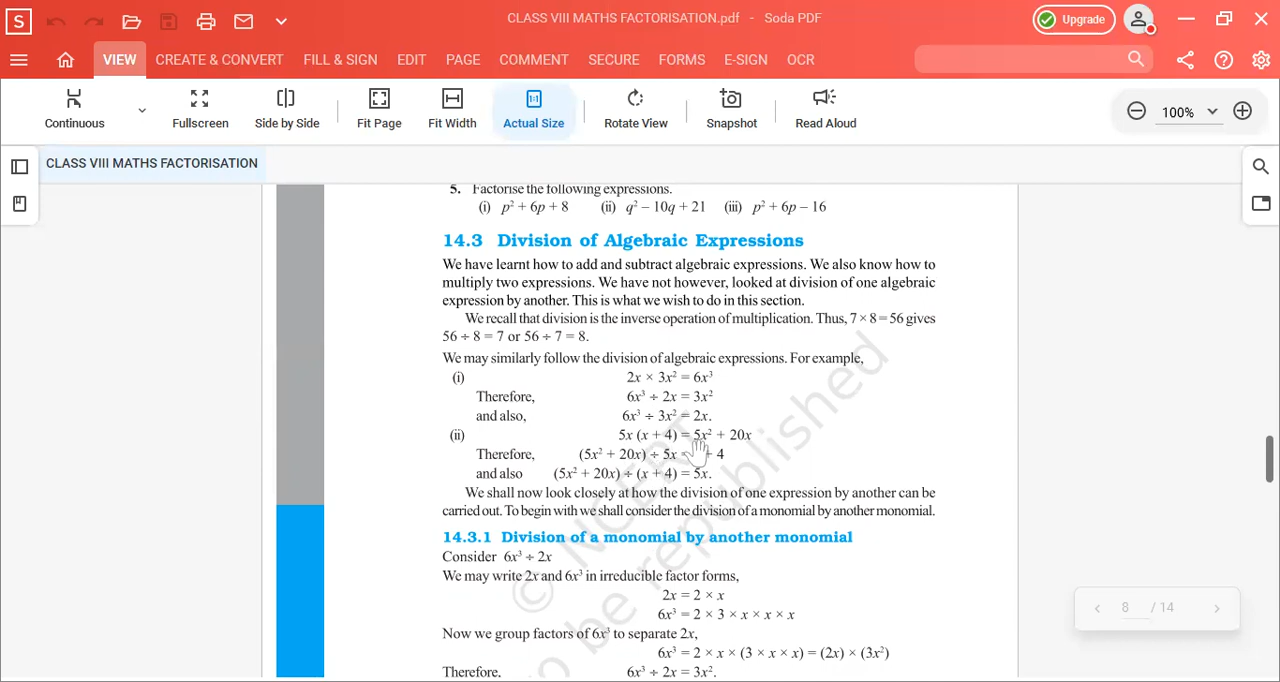 S
CLASS VIII MATHS FACTORISATION.pdf - Soda PDF
Upgrade
VIEW CREATE & CONVERT FILL & SIGN EDIT PAGE COMMENT SECURE FORMS E-SIGN OCR
Continuous Fullscreen Side by Side Fit Page Fit Width Actual Size Rotate View Snapshot Read Aloud 100%
CLASS VIII MATHS FACTORISATION
5. Factorise the following expressions.
(i) p² + 6p + 8 (ii) q² – 10q + 21 (iii) p² + 6p – 16
14.3 Division of Algebraic Expressions
We have learnt how to add and subtract algebraic expressions. We also know how to
multiply two expressions. We have not however, looked at division of one algebraic
expression by another. This is what we wish to do in this section.
We recall that division is the inverse operation of multiplication. Thus, 7 × 8 = 56 gives
56 ÷ 8 = 7 or 56 ÷ 7 = 8.
We may similarly follow the division of algebraic expressions. For example,
(i) 2x × 3x² = 6x³
Therefore, 6x³ ÷ 2x = 3x²
and also, 6x³ ÷ 3x² = 2x.
(ii) 5x (x + 4) = 5x² + 20x
Therefore, (5x² + 20x) ÷ 5x = + 4
and also (5x² + 20x) ÷ (x + 4) = 5x.
We shall now look closely at how the division of one expression by another can be
carried out. To begin with we shall consider the division of a monomial by another monomial.
14.3.1 Division of a monomial by another monomial
Consider 6x³ ÷ 2x
We may write 2x and 6x³ in irreducible factor forms,
2x = 2 × x
6x³ = 2 × 3 × x × x × x
Now we group factors of 6x³ to separate 2x,
6x³ = 2 × x × (3 × x × x) = (2x) × (3x²)
Therefore, 6x³ ÷ 2x = 3x².
© NCERT
o be republished
8 / 14